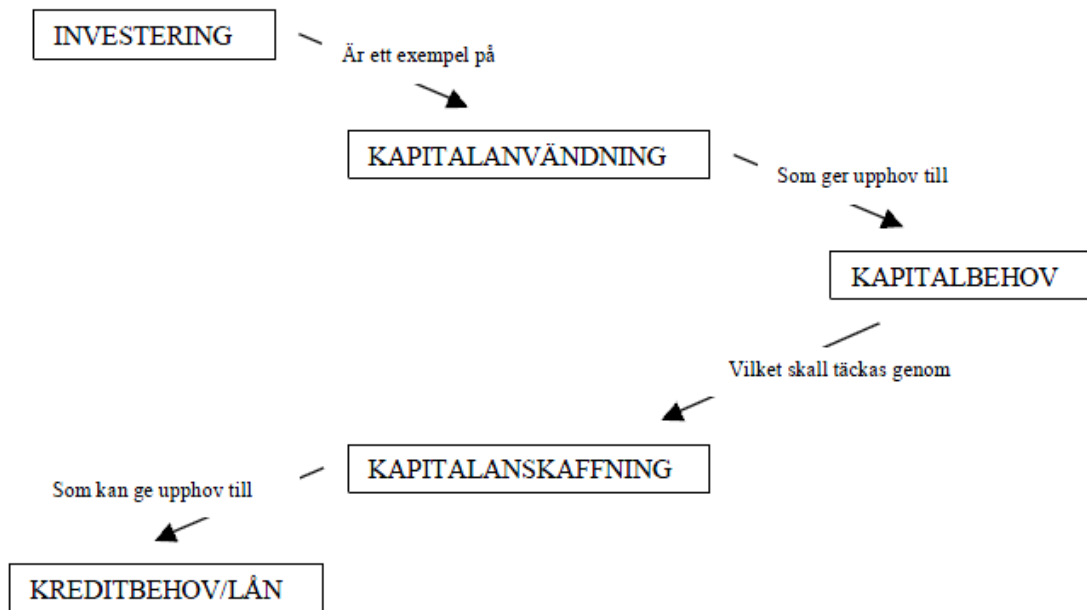 INVESTERING
Är ett exempel på
KAPITALANVÄNDNING
Som ger upphov till
KAPITALBEHOV
Vilket skall täckas genom
KAPITALANSKAFFNING
Som kan ge upphov till
KREDITBEHOV/LÅN